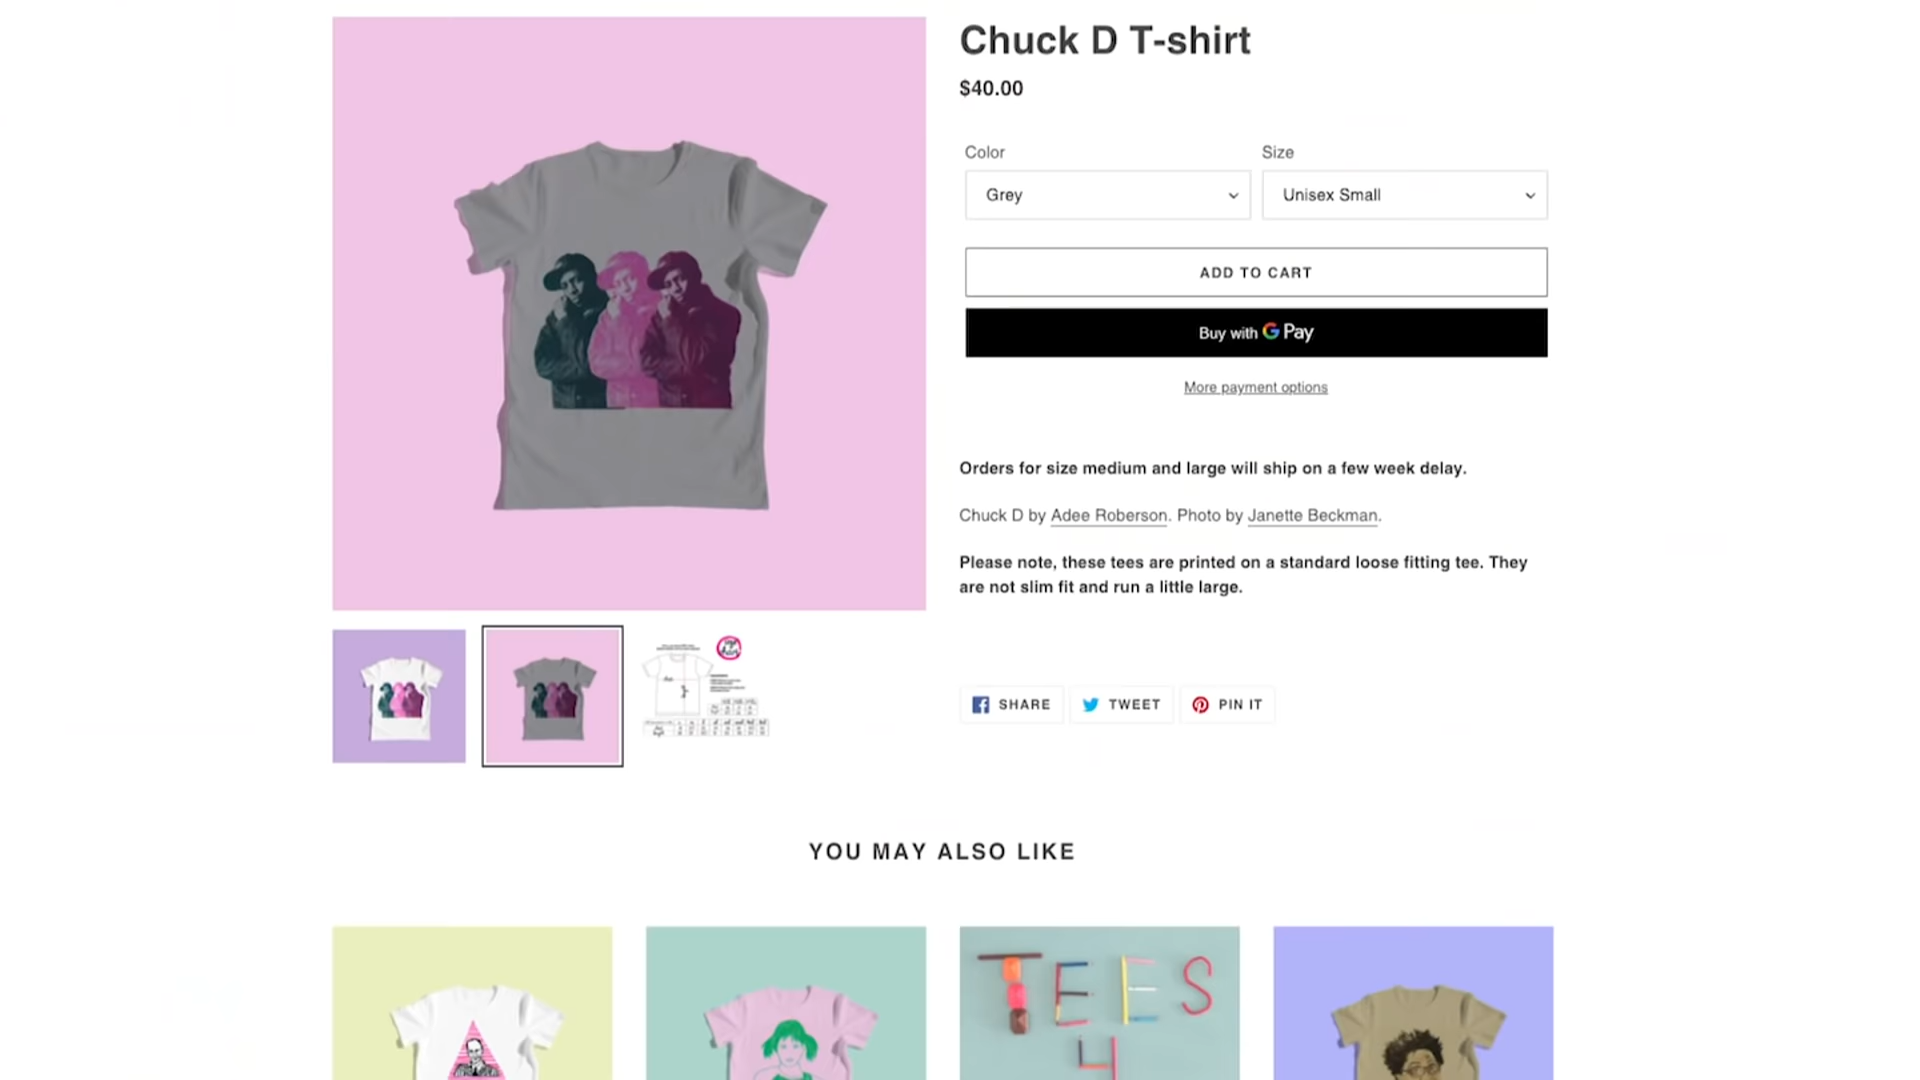 Chuck D T-shirt
$40.00
Color
Size
Grey
Unisex Small
ADD TO CART
Buy with G Pay
More payment options
Orders for size medium and large will ship on a few week delay.
Chuck D by Adee Roberson. Photo by Janette Beckman.
Please note, these tees are printed on a standard loose fitting tee. They
are not slim fit and run a little large.
SHARE
TWEET
PIN IT
YOU MAY ALSO LIKE
TEES
4